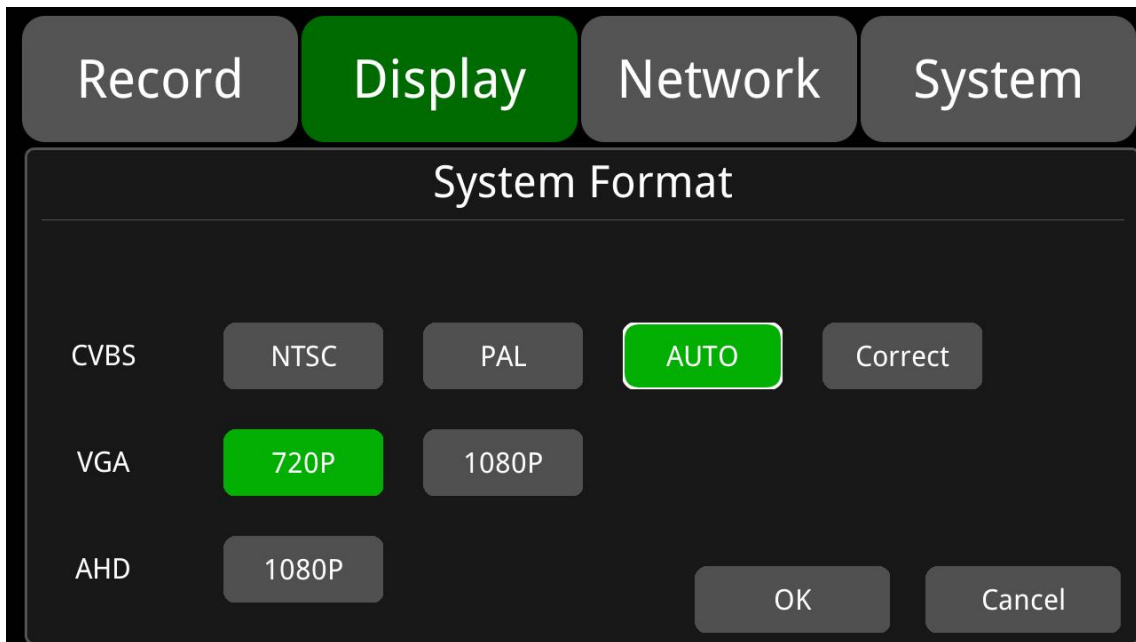 Record Display Network System
System Format
CVBS NTSC PAL AUTO Correct
VGA 720P 1080P
AHD 1080P
OK Cancel